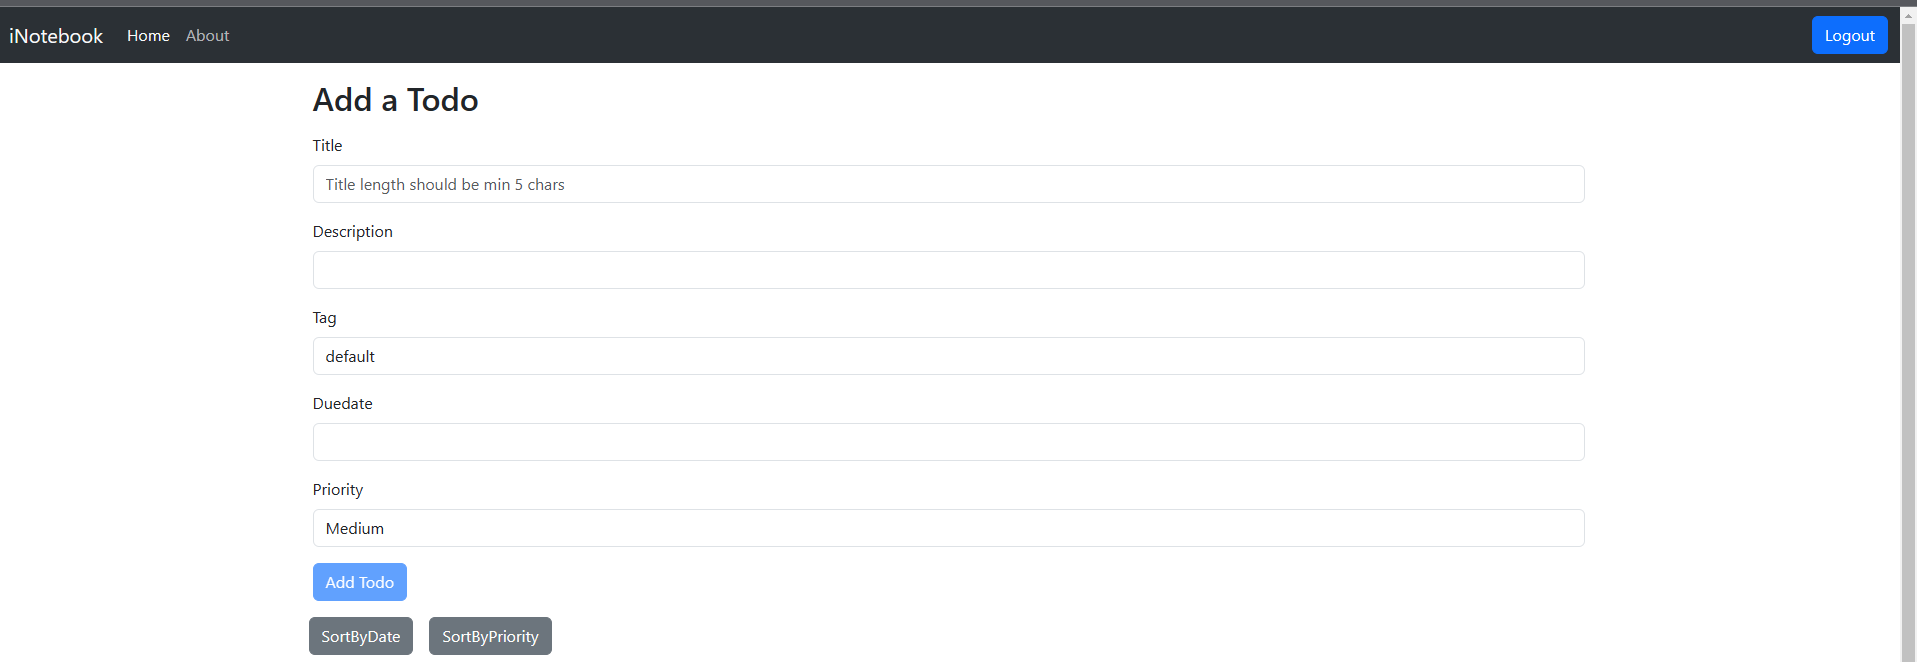 iNotebook Home About Logout
Add a Todo
Title
Title length should be min 5 chars
Description
Tag
default
Duedate
Priority
Medium
Add Todo
SortByDate SortByPriority